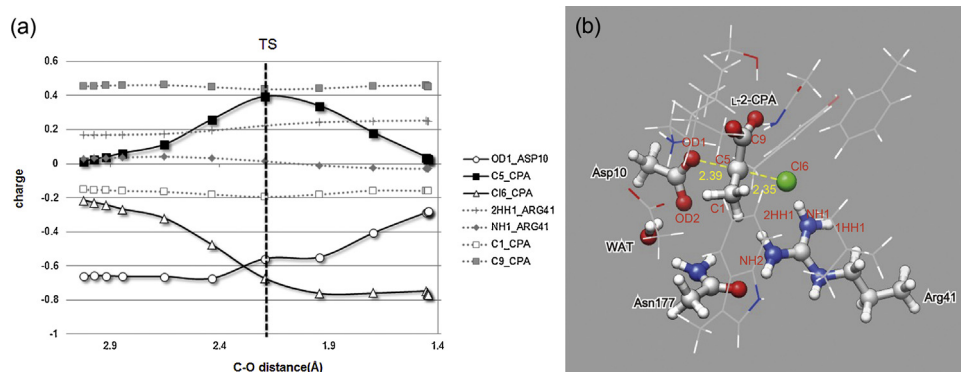 (a)
TS
0.6
0.4
0.2
0
-0.2
-0.4
-0.6
-0.8
-1
charge
2.9
2.4
1.9
1.4
C-O distance(Å)
OD1_ASP10
C5_CPA
Cl6_CPA
2HH1_ARG41
NH1_ARG41
C1_CPA
C9_CPA
(b)
L-2-CPA
C9
OD1
C5
Cl6
Asp10
2.39
2.35
C1
OD2
2HH1
NH1
1HH1
WAT
NH2
Asn177
Arg41